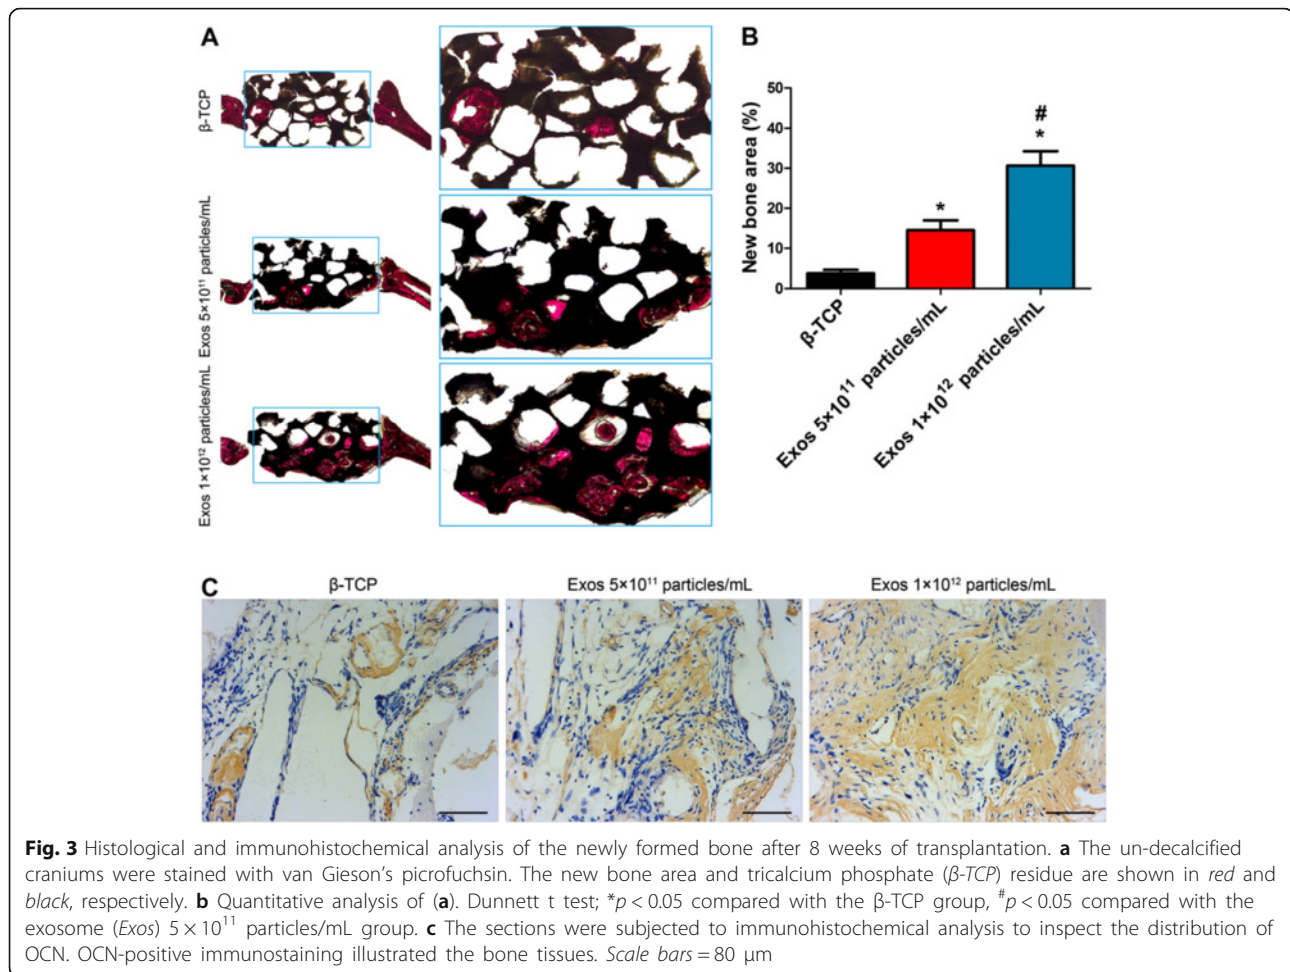 A
β-TCP
Exos 5×10¹¹ particles/mL
Exos 1×10¹² particles/mL
B
New bone area (%)
50
40
30
20
10
0
*
#
*
β-TCP
Exos 5×10¹¹ particles/mL
Exos 1×10¹² particles/mL
C
β-TCP
Exos 5×10¹¹ particles/mL
Exos 1×10¹² particles/mL
Fig. 3 Histological and immunohistochemical analysis of the newly formed bone after 8 weeks of transplantation. a The un-decalcified
craniums were stained with van Gieson's picrofuchsin. The new bone area and tricalcium phosphate (β-TCP) residue are shown in red and
black, respectively. b Quantitative analysis of (a). Dunnett t test; *p < 0.05 compared with the β-TCP group, #p < 0.05 compared with the
exosome (Exos) 5 × 10¹¹ particles/mL group. c The sections were subjected to immunohistochemical analysis to inspect the distribution of
OCN. OCN-positive immunostaining illustrated the bone tissues. Scale bars = 80 μm